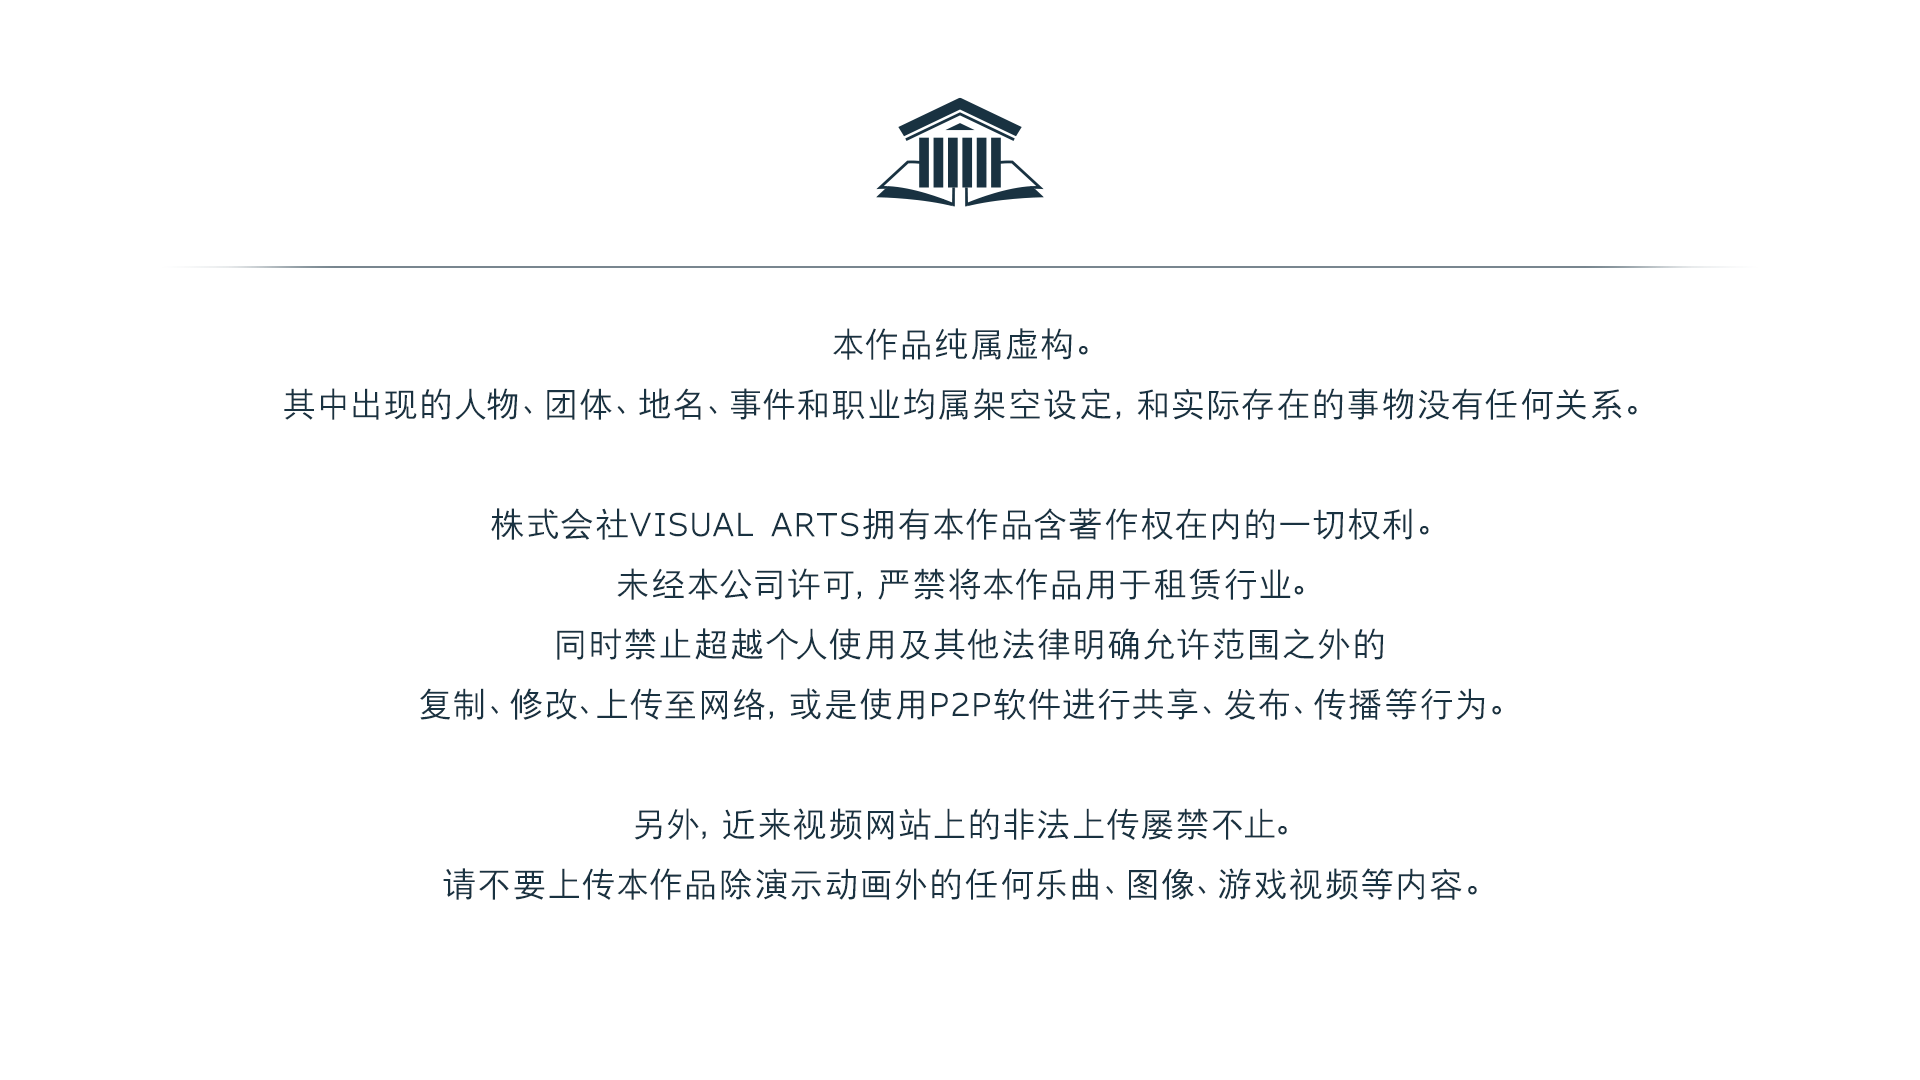 本作品纯属虚构。
其中出现的人物、团体、地名、事件和职业均属架空设定, 和实际存在的事物没有任何关系。
株式会社VISUAL ARTS拥有本作品含著作权在内的一切权利。
未经本公司许可, 严禁将本作品用于租赁行业。
同时禁止超越个人使用及其他法律明确允许范围之外的
复制、修改、上传至网络, 或是使用P2P软件进行共享、发布、传播等行为。
另外, 近来视频网站上的非法上传屡禁不止。
请不要上传本作品除演示动画外的任何乐曲、图像、游戏视频等内容。